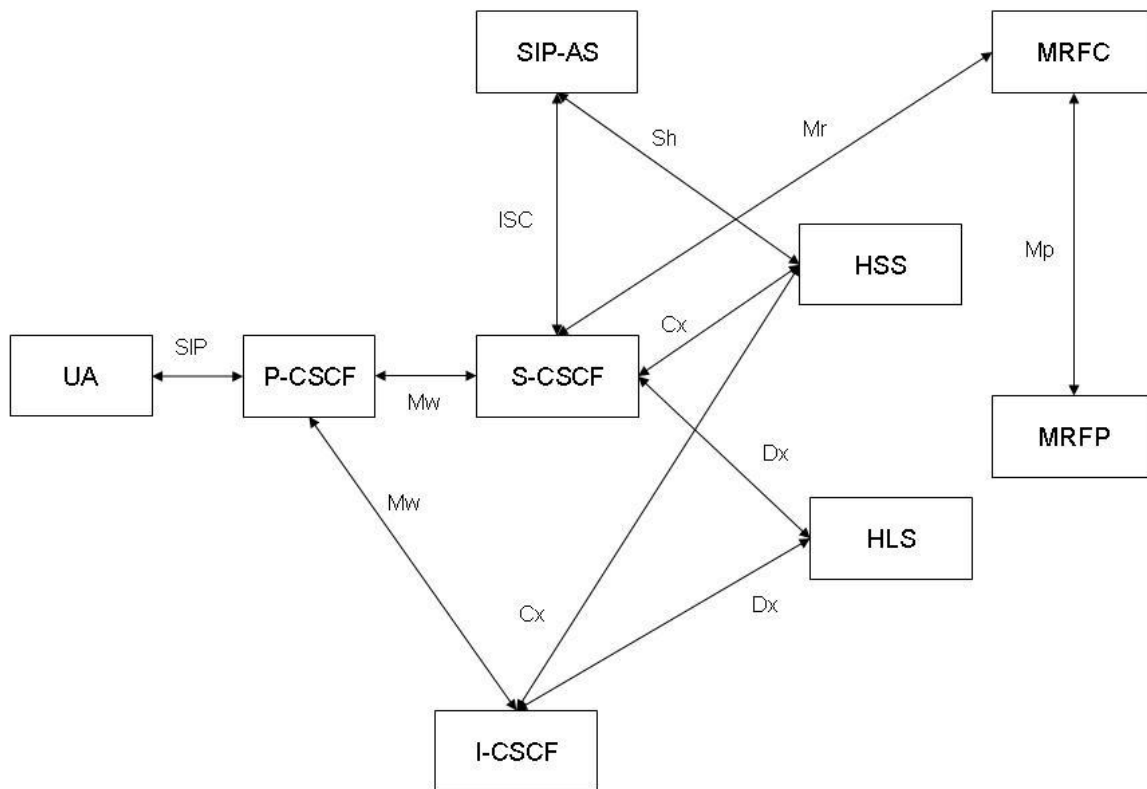 SIP-AS
MRFC
Sh
Mr
ISC
HSS
Mp
Cx
SIP
UA
P-CSCF
S-CSCF
Mw
MRFP
Dx
Mw
HLS
Dx
Cx
I-CSCF